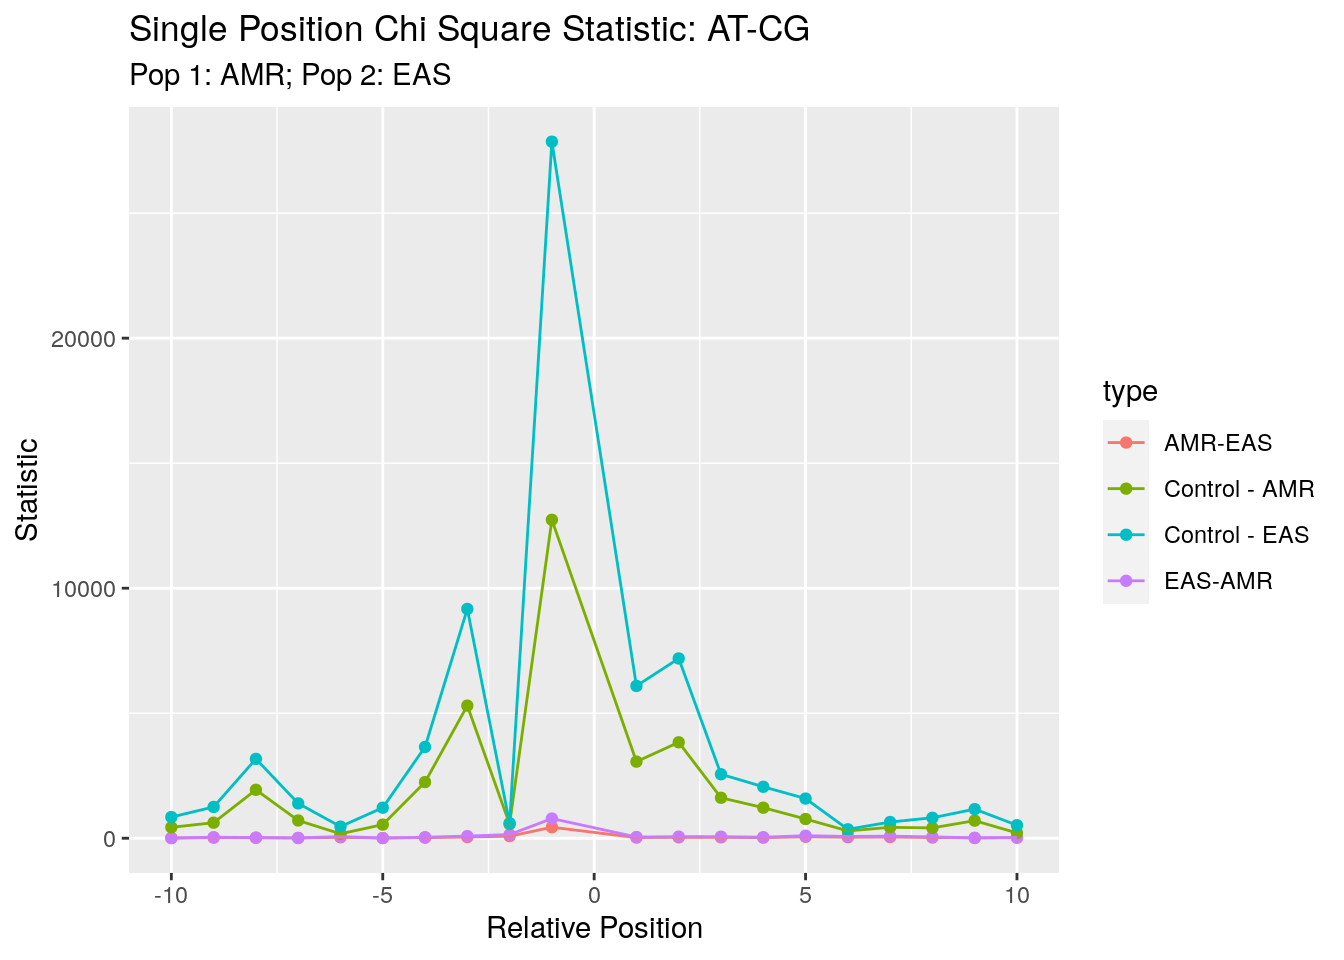 Single Position Chi Square Statistic: AT-CG
Pop 1: AMR; Pop 2: EAS
Statistic
20000
10000
0
-10
-5
0
5
10
Relative Position
type
AMR-EAS
Control - AMR
Control - EAS
EAS-AMR